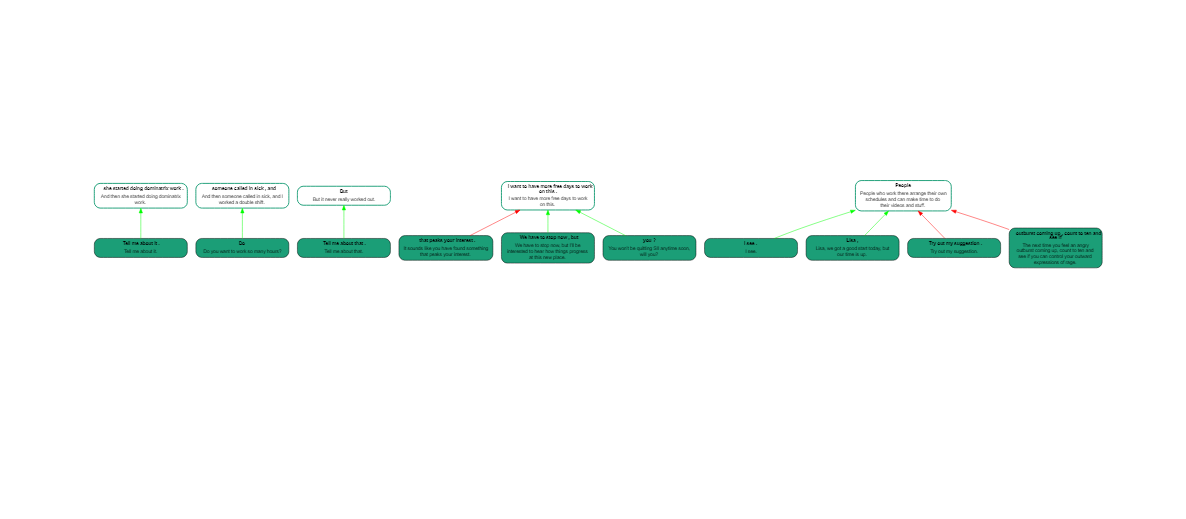 she started doing dominatrix work .
And then she started doing dominatrix
work.
someone called in sick , and
And then someone called in sick, and I
worked a double shift.
But
But it never really worked out.
I want to have more free days to work
on this .
I want to have more free days to work
on this.
People
People who work there arrange their own
schedules and can make time to do
their videos and stuff.
Tell me about it .
Tell me about it.
Do
Do you want to work so many hours?
Tell me about that .
Tell me about that.
that peaks your interest .
It sounds like you have found something
that peaks your interest.
We have to stop now , but
We have to stop now, but I'll be
interested to hear how things progress
at this new place.
you ?
You won't be quitting SX anytime soon,
will you?
I see .
I see.
Lisa ,
Lisa, we got a good start today, but
our time is up.
Try out my suggestion .
Try out my suggestion.
outburst coming up , count to ten and
The next time you feel an angry
outburst coming up, count to ten and
see if you can control your outward
expressions of rage.